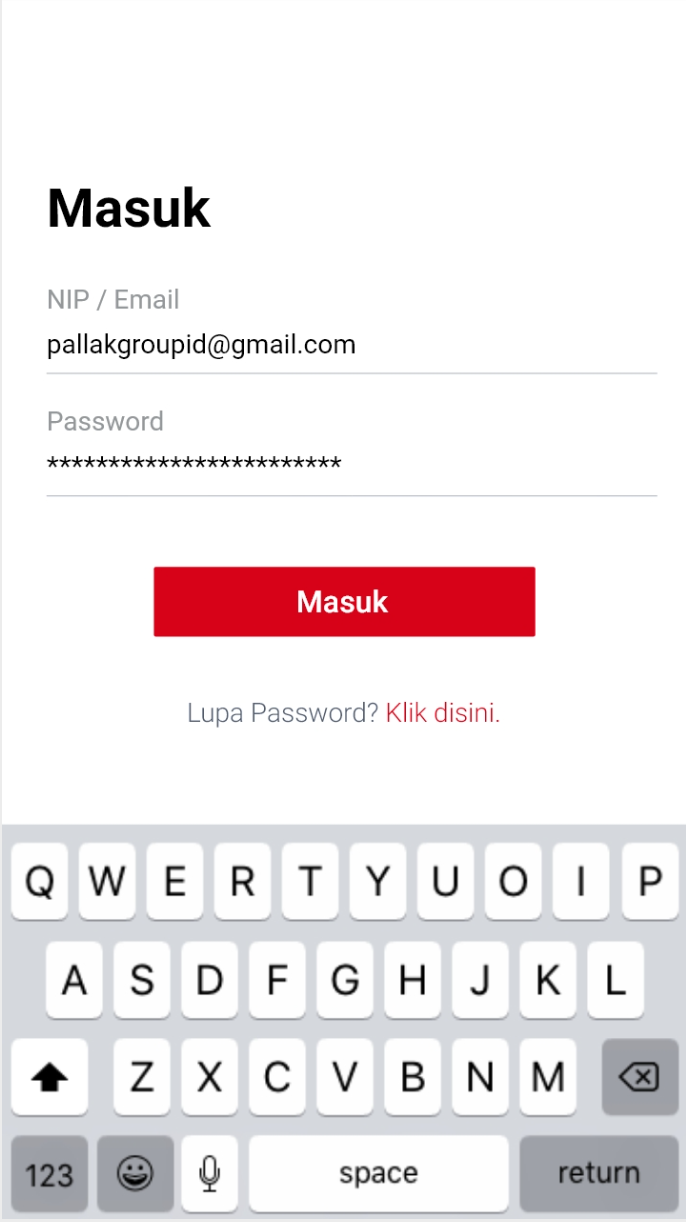 Masuk
NIP / Email
pallakgroupid@gmail.com
Password
************************
Masuk
Lupa Password? Klik disini.
Q W E R T Y U O I P
A S D F G H J K L
Z X C V B N M
123 space return